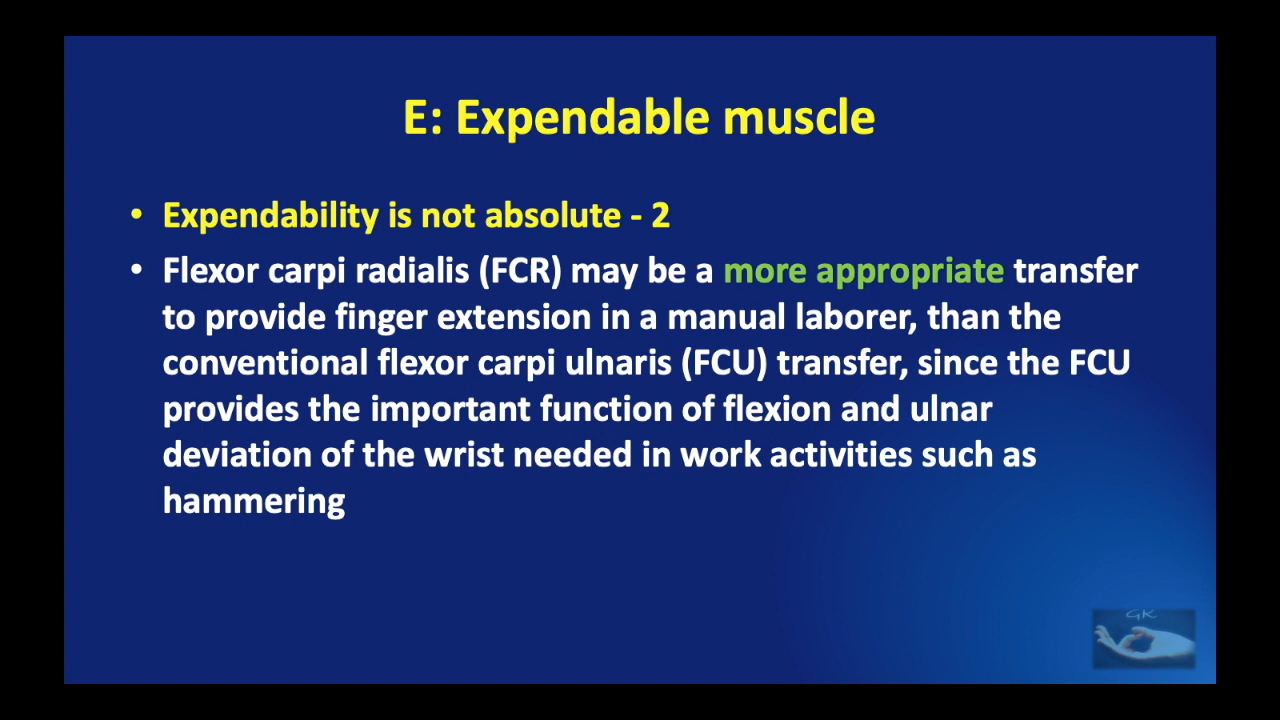 E: Expendable muscle
• Expendability is not absolute - 2
• Flexor carpi radialis (FCR) may be a more appropriate transfer
to provide finger extension in a manual laborer, than the
conventional flexor carpi ulnaris (FCU) transfer, since the FCU
provides the important function of flexion and ulnar
deviation of the wrist needed in work activities such as
hammering
GK